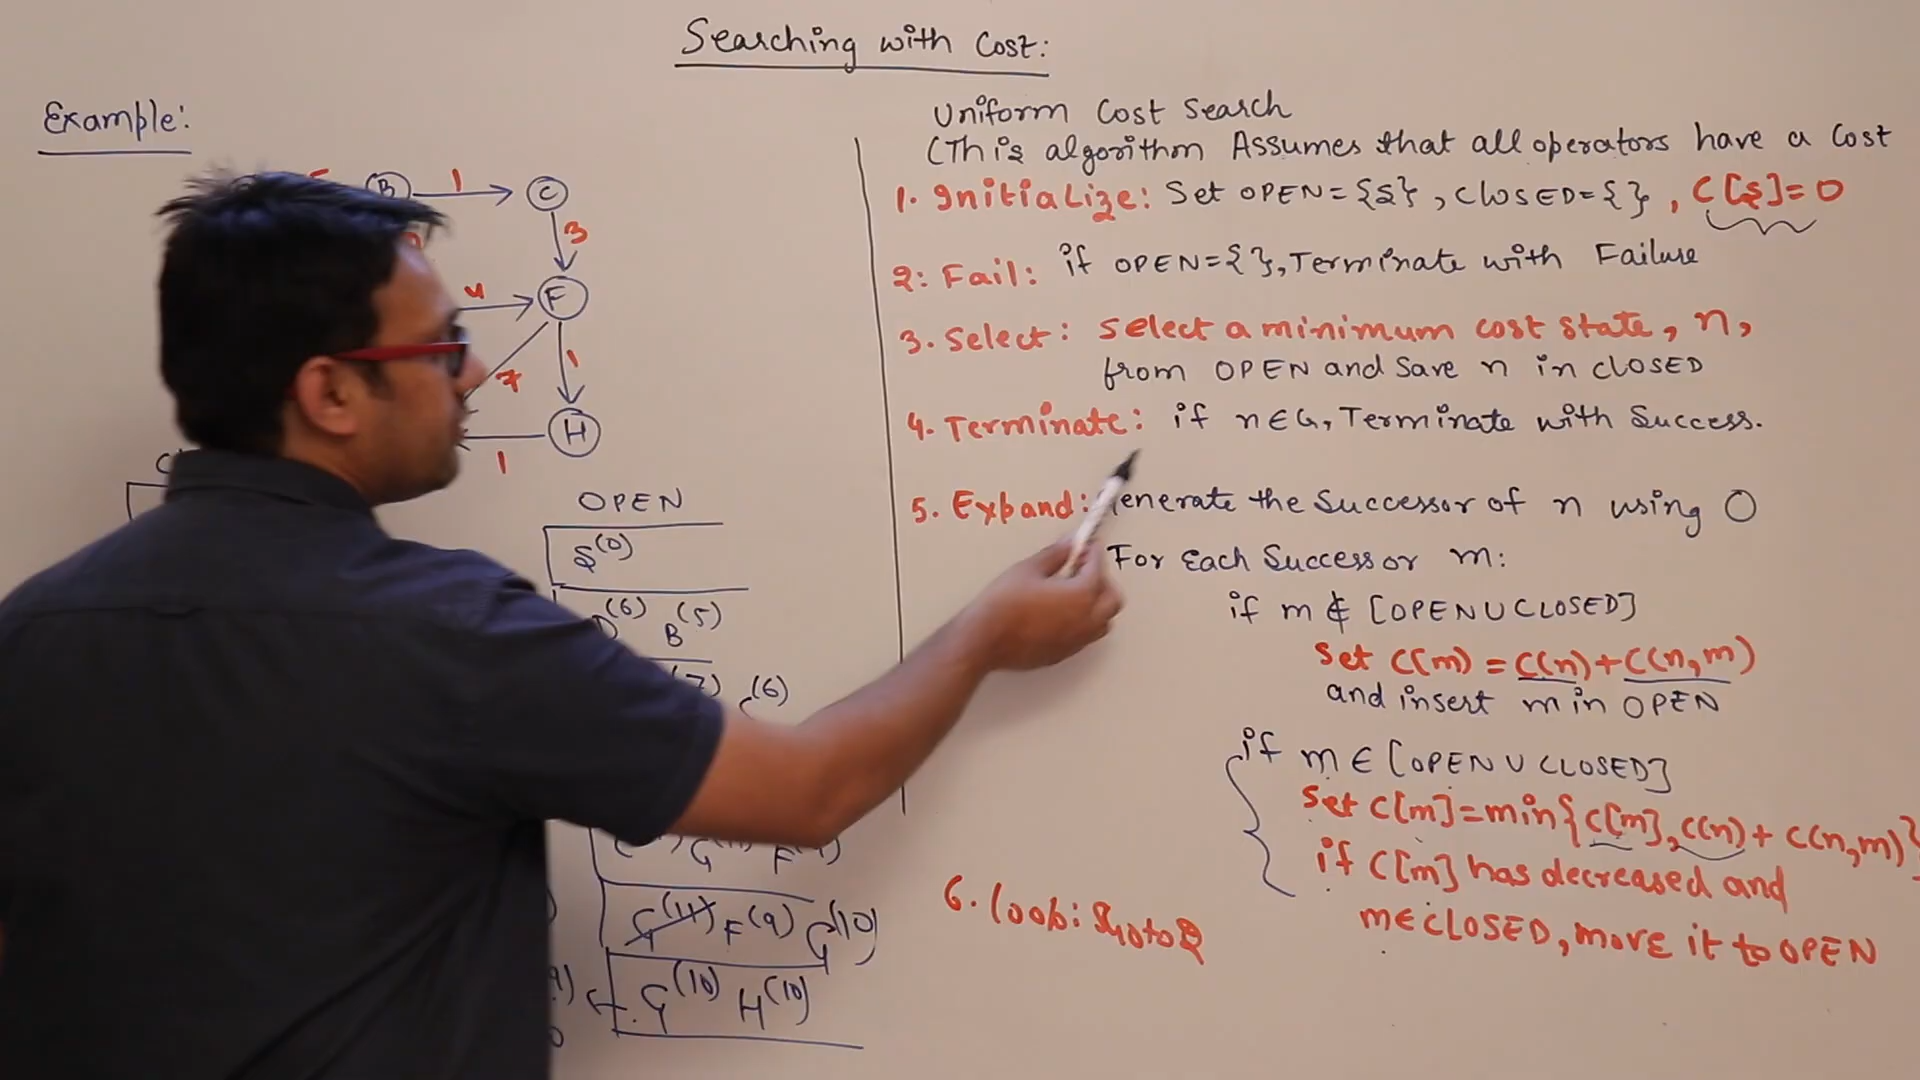 Searching with Cost:
Example:
B
1
C
3
4
F
7
1
H
1
OPEN
S(0)
D(6) B(5)
(7) C(6)
G(11) F(9) G(10)
G(10) H(10)
Uniform Cost Search
(This algorithm Assumes that all operators have a Cost
1. Initialize: Set OPEN={S}, CLOSED={}, C[S]=0
2: Fail: if OPEN={}, Terminate with Failure
3. Select: Select a minimum cost state, n,
from OPEN and Save n in CLOSED
4. Terminate: if n∈G, Terminate with Success.
5. Expand: Generate the Successor of n using O
For Each Successor m:
if m ∉ [OPEN∪CLOSED]
Set C(m) = C(n)+C(n,m)
and insert m in OPEN
if m ∈ [OPEN ∪ CLOSED]
Set C[m]=min{C[m], C(n)+ C(n,m)}
if C[m] has decreased and
m∈CLOSED, move it to OPEN
6. loop: